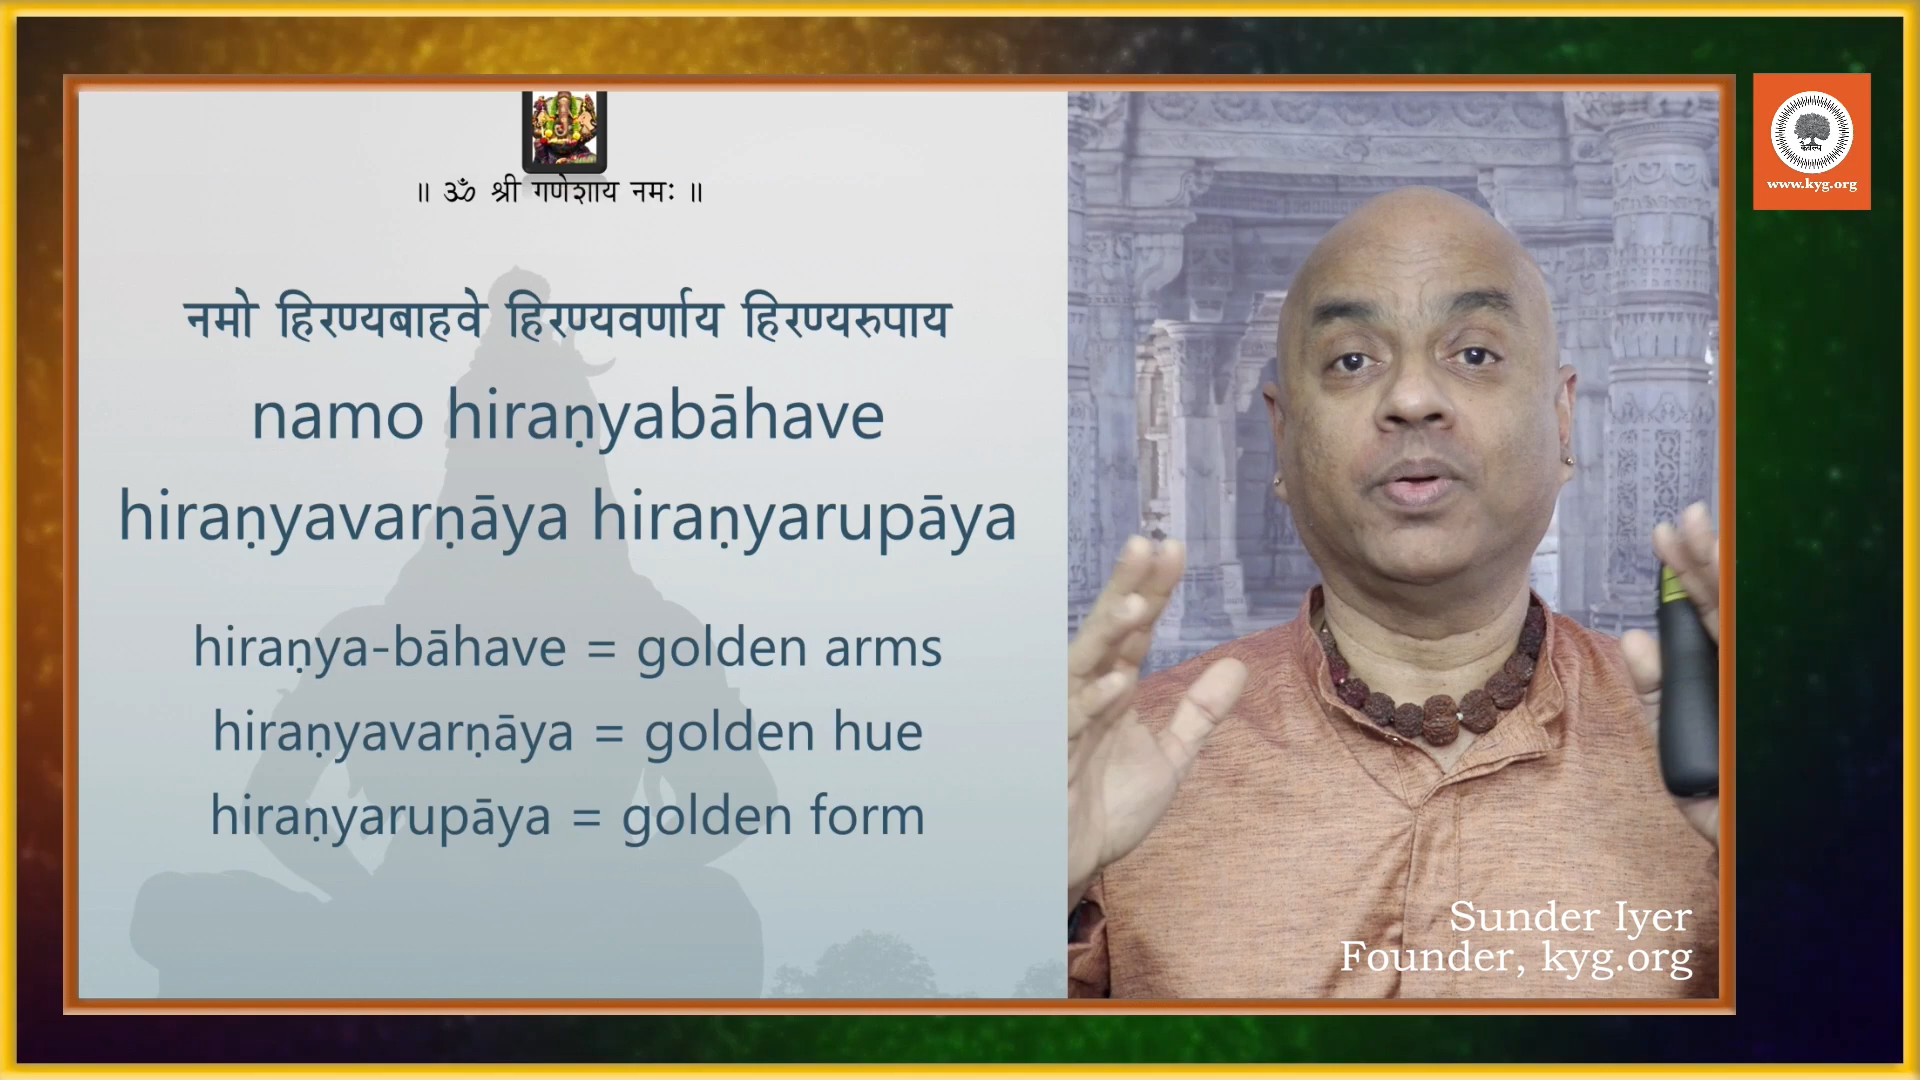 ॥ ॐ श्री गणेशाय नमः ॥
नमो हिरण्यबाहवे हिरण्यवर्णाय हिरण्यरुपाय
namo hiraṇyabāhave
hiraṇyavarṇāya hiraṇyarupāya
hiraṇya-bāhave = golden arms
hiraṇyavarṇāya = golden hue
hiraṇyarupāya = golden form
कैवल्य
www.kyg.org
Sunder Iyer
Founder, kyg.org